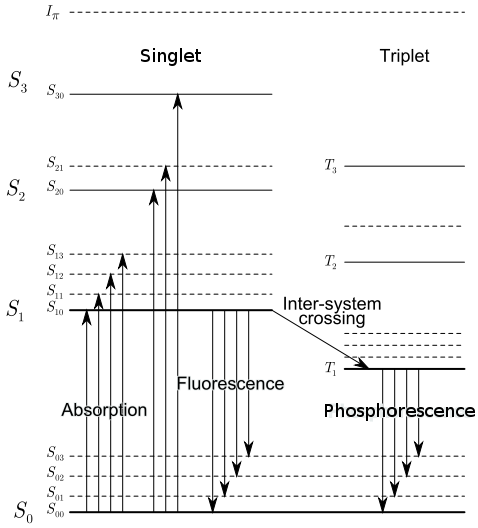 I_π
Singlet
Triplet
S_3
S_30
S_21
T_3
S_2
S_20
S_13
T_2
S_12
S_11
S_1
S_10
Inter-system
crossing
T_1
Fluorescence
Absorption
Phosphorescence
S_03
S_02
S_01
S_0
S_00